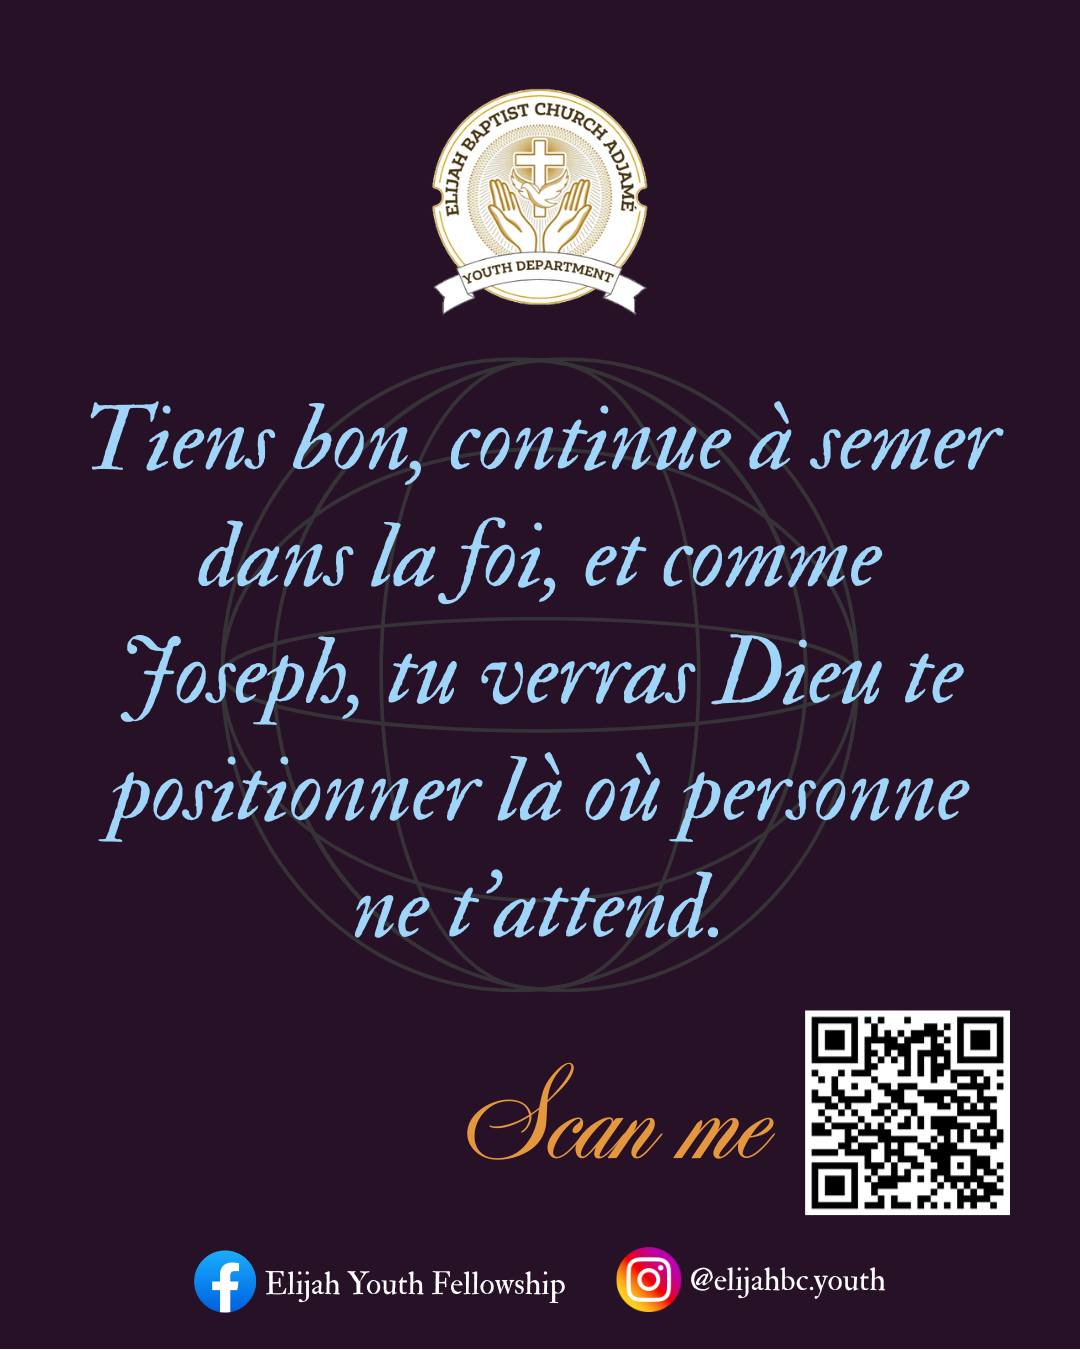 ELIJAH BAPTIST CHURCH ADJAMÉ
YOUTH DEPARTMENT
Tiens bon, continue à semer
dans la foi, et comme
Joseph, tu verras Dieu te
positionner là où personne
ne t’attend.
Scan me
Elijah Youth Fellowship
@elijahbc.youth